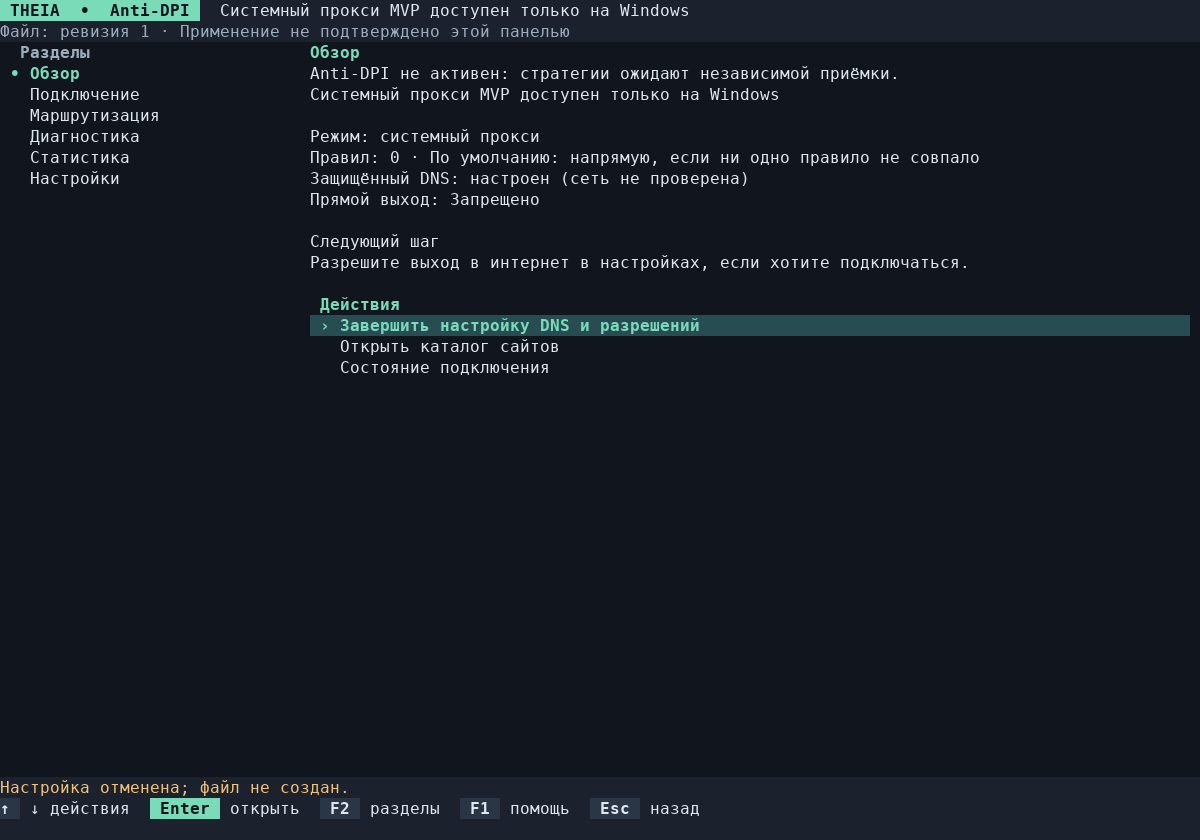 THEIA • Anti-DPI Системный прокси MVP доступен только на Windows
Файл: ревизия 1 · Применение не подтверждено этой панелью
Разделы
• Обзор
Подключение
Маршрутизация
Диагностика
Статистика
Настройки
Обзор
Anti-DPI не активен: стратегии ожидают независимой приёмки.
Системный прокси MVP доступен только на Windows
Режим: системный прокси
Правил: 0 · По умолчанию: напрямую, если ни одно правило не совпало
Защищённый DNS: настроен (сеть не проверена)
Прямой выход: Запрещено
Следующий шаг
Разрешите выход в интернет в настройках, если хотите подключаться.
Действия
› Завершить настройку DNS и разрешений
Открыть каталог сайтов
Состояние подключения
Настройка отменена; файл не создан.
↑ ↓ действия Enter открыть F2 разделы F1 помощь Esc назад